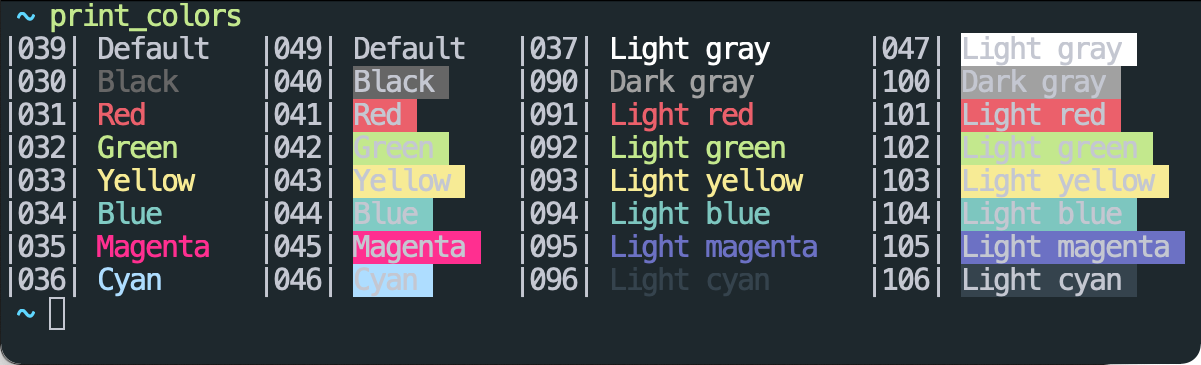 ~ print_colors
|039| Default |049| Default |037| Light gray |047| Light gray
|030| Black |040| Black |090| Dark gray |100| Dark gray
|031| Red |041| Red |091| Light red |101| Light red
|032| Green |042| Green |092| Light green |102| Light green
|033| Yellow |043| Yellow |093| Light yellow |103| Light yellow
|034| Blue |044| Blue |094| Light blue |104| Light blue
|035| Magenta |045| Magenta |095| Light magenta |105| Light magenta
|036| Cyan |046| Cyan |096| Light cyan |106| Light cyan
~